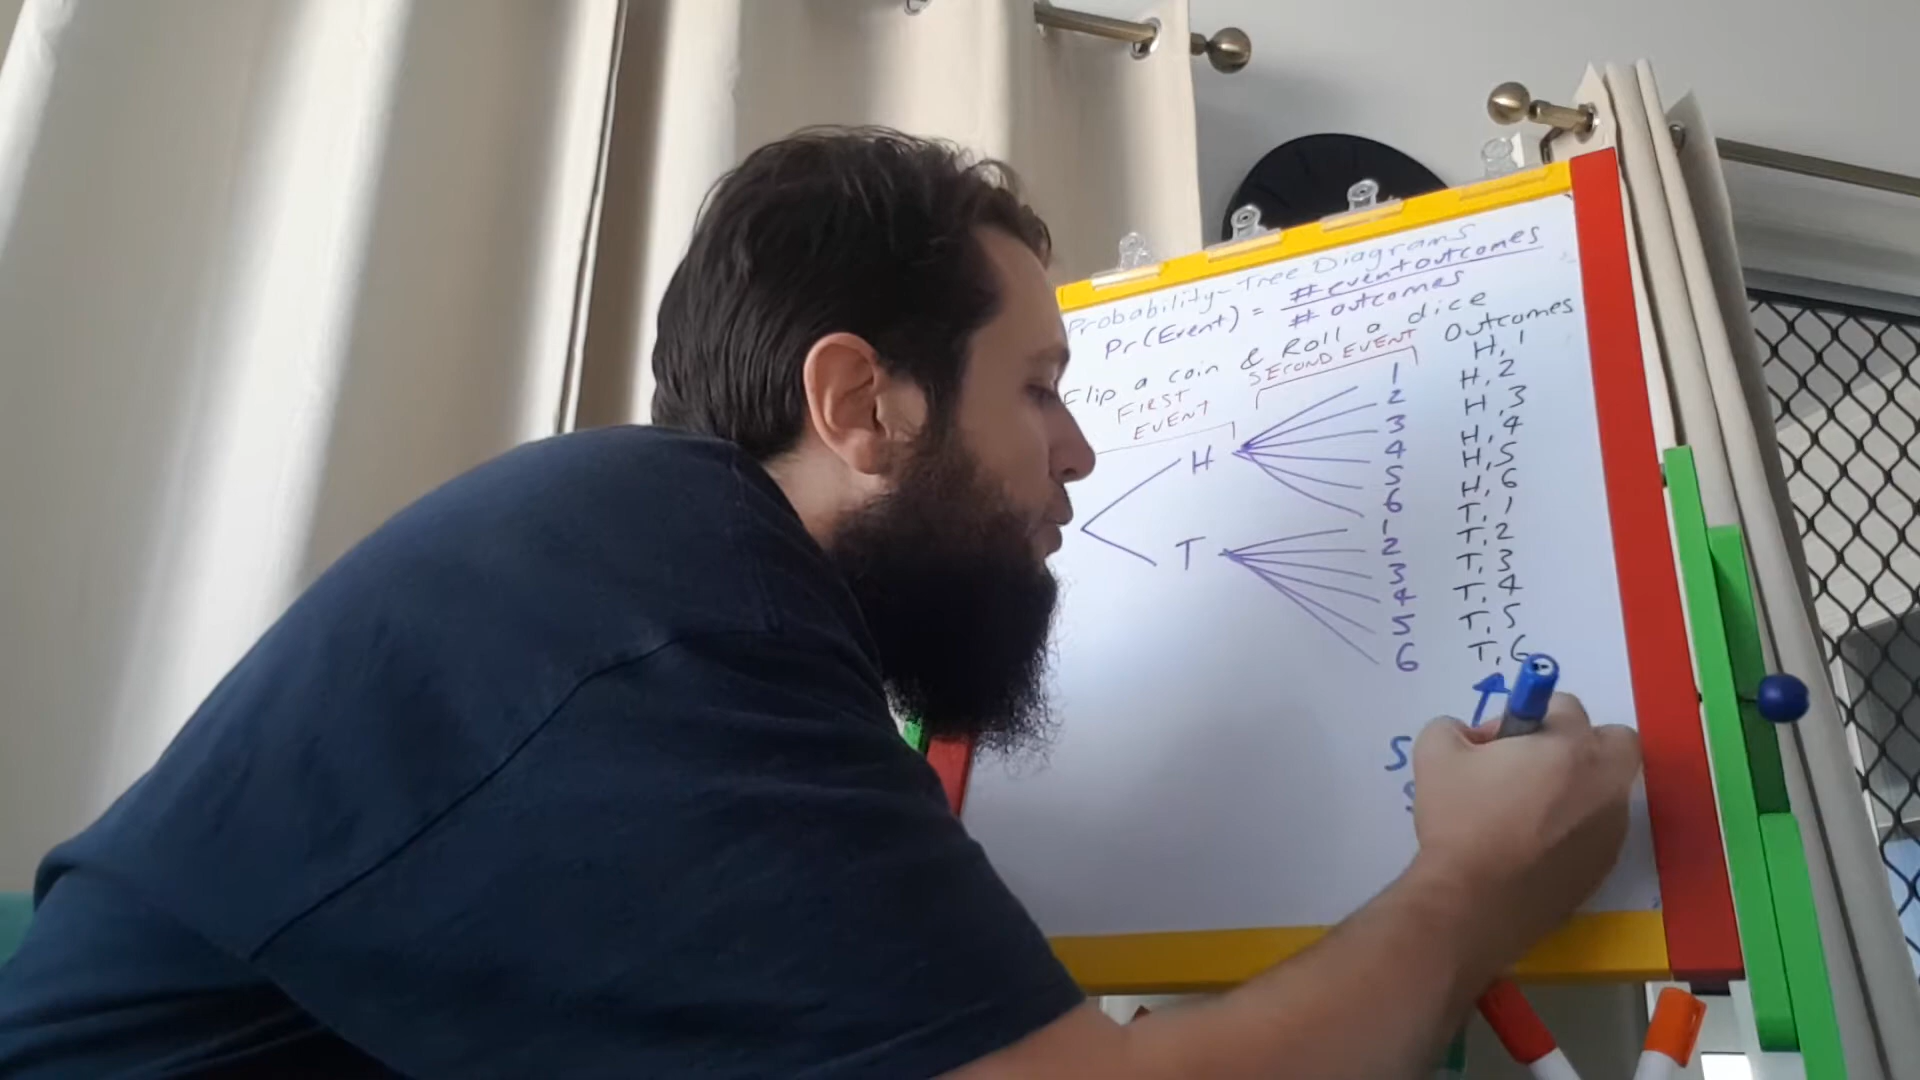 Probability-Tree Diagrams
Pr(Event) = # event outcomes
# outcomes
Flip a coin & Roll a dice
FIRST EVENT
SECOND EVENT
Outcomes
H
1
2
3
4
5
6
T
1
2
3
4
5
6
H, 1
H, 2
H, 3
H, 4
H, 5
H, 6
T, 1
T, 2
T, 3
T, 4
T, 5
T, 6
S